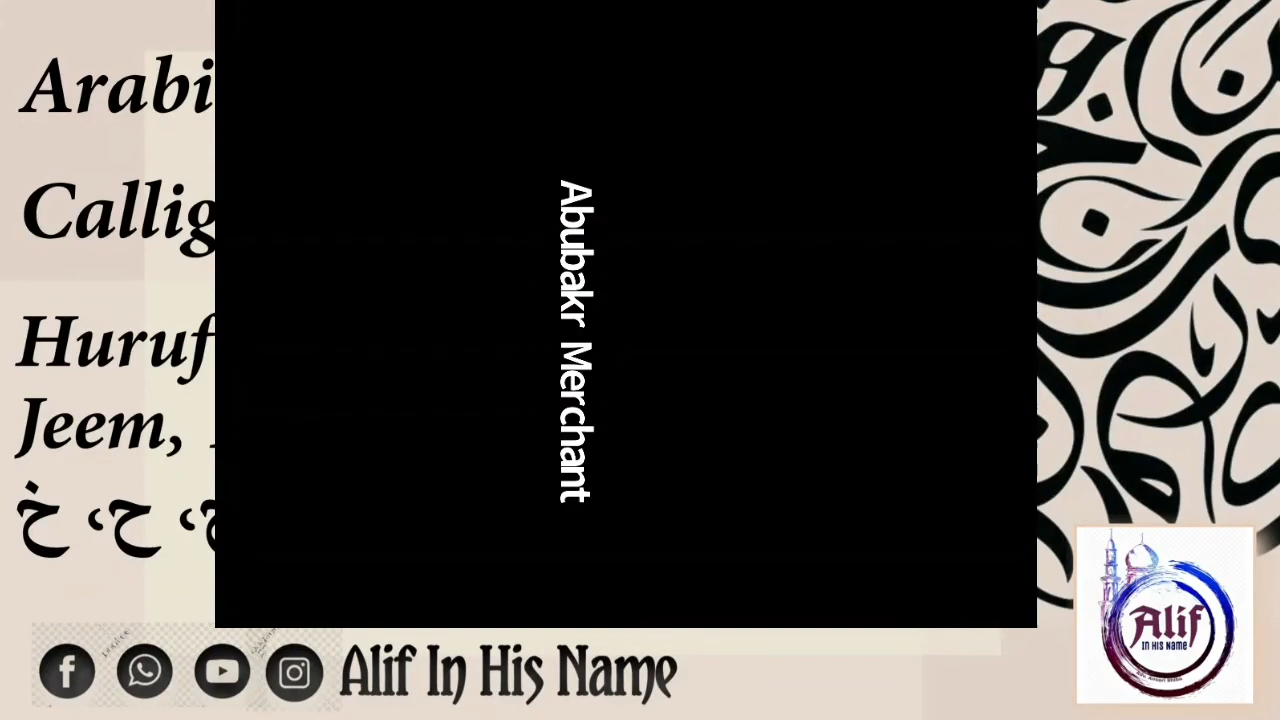 Arabi
Callig
Huruf
Jeem,
خ ،ح ،
Abubakr Merchant
Alif In His Name
Alif
IN HIS NAME